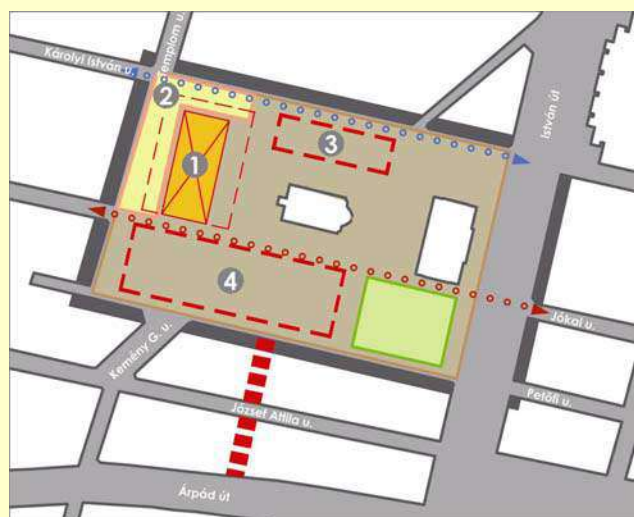 Károlyi István u.
Templom u.
István út
2
3
1
4
Jókai u.
Kemény G. u.
Petőfi u.
József Attila u.
Árpád út